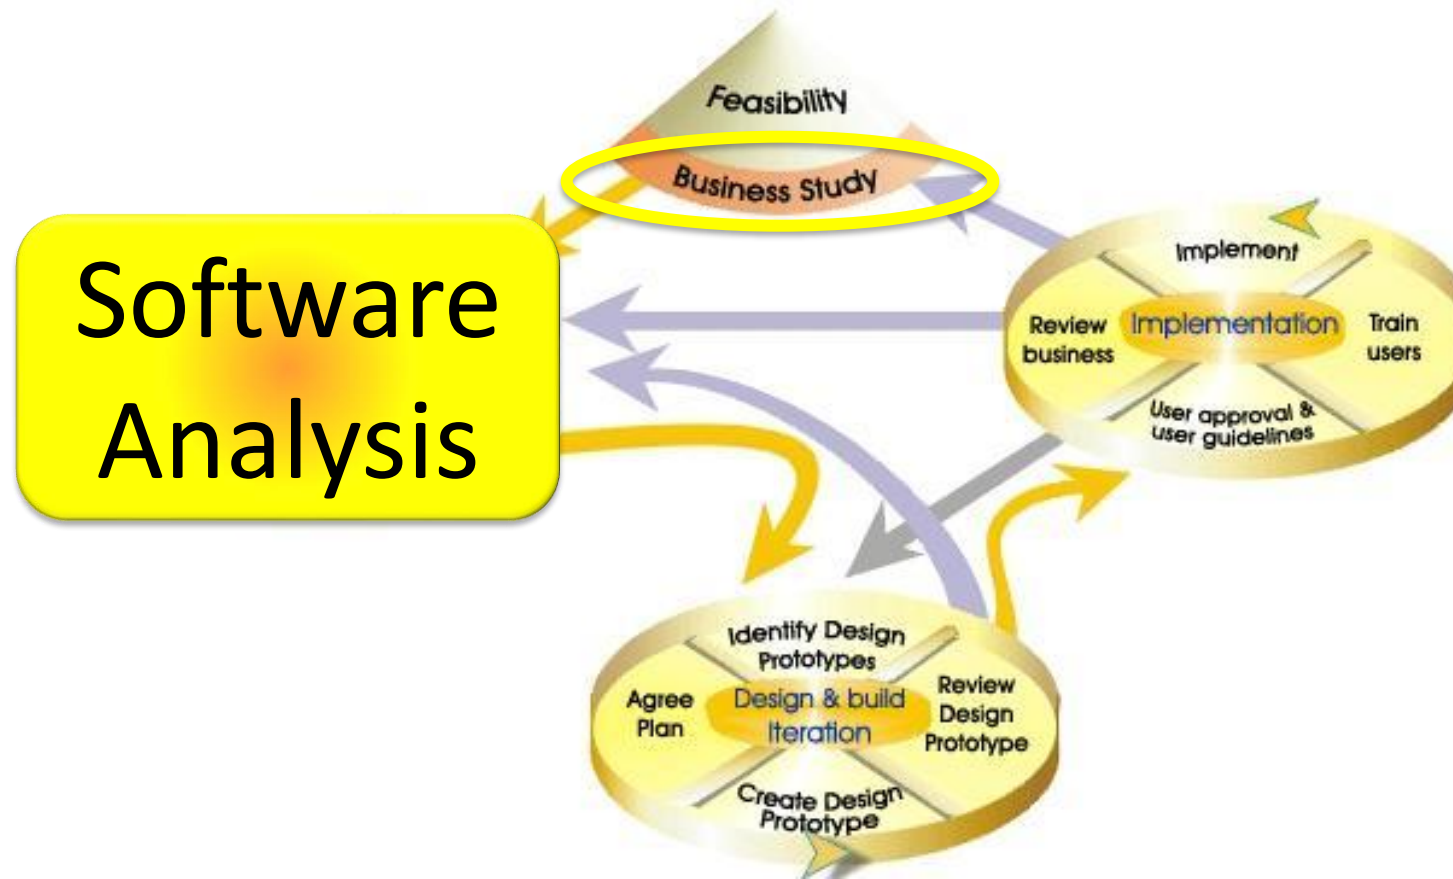 Feasibility
Business Study
Software
Analysis
Implement
Review
business
Implementation
Train
users
User approval &
user guidelines
Identify Design
Prototypes
Agree
Plan
Design & build
Iteration
Review
Design
Prototype
Create Design
Prototype